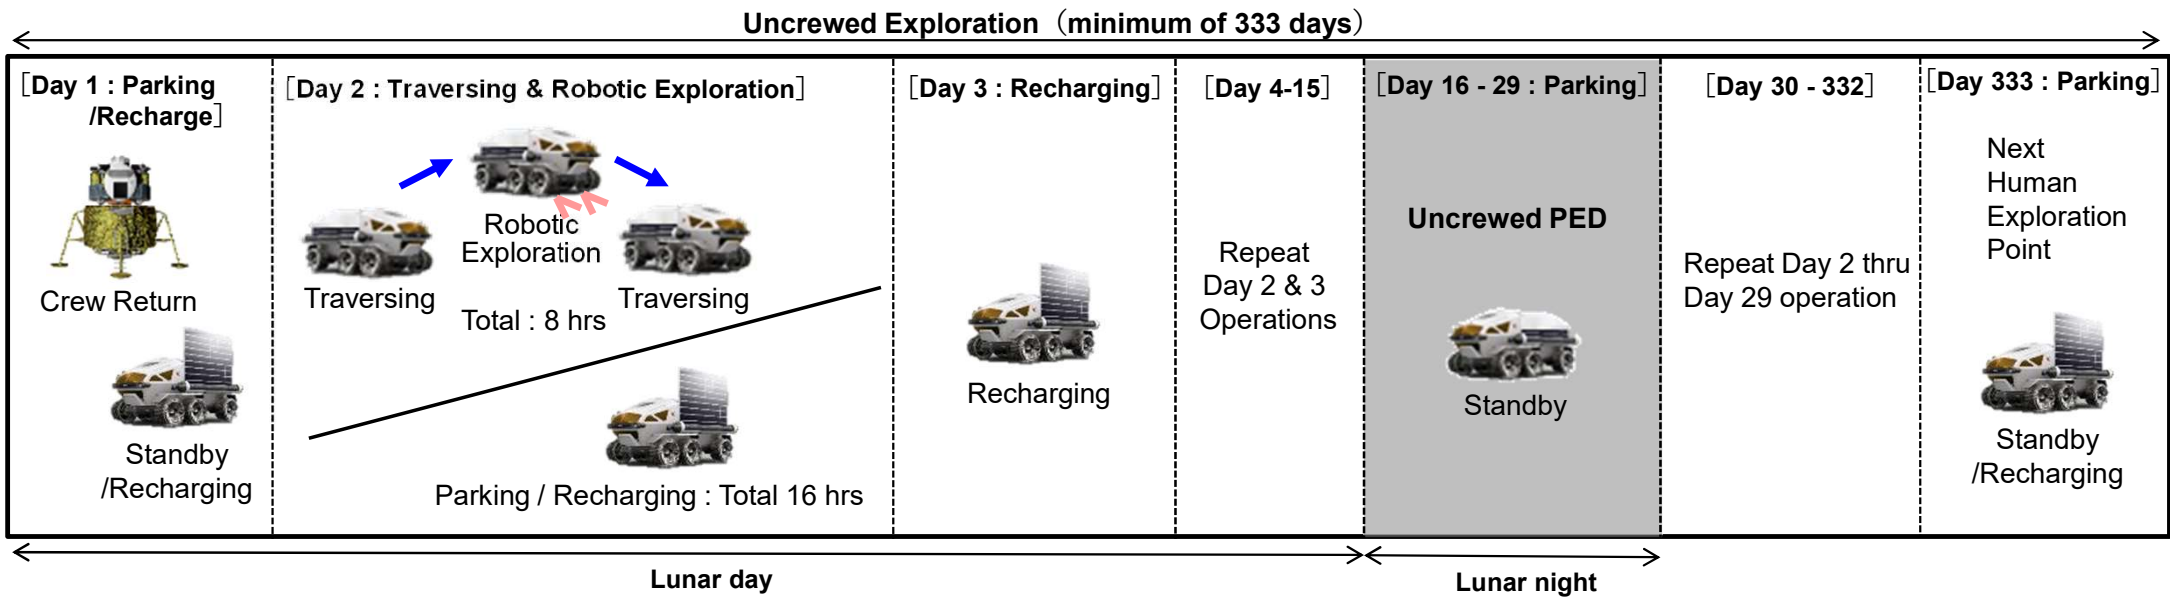 Uncrewed Exploration（minimum of 333 days）
［Day 1 : Parking
/Recharge］
Crew Return
Standby
/Recharging
［Day 2 : Traversing & Robotic Exploration］
Robotic
Exploration
Traversing
Traversing
Total : 8 hrs
Parking / Recharging : Total 16 hrs
［Day 3 : Recharging］
Recharging
［Day 4-15］
Repeat
Day 2 & 3
Operations
［Day 16 - 29 : Parking］
Uncrewed PED
Standby
［Day 30 - 332］
Repeat Day 2 thru
Day 29 operation
［Day 333 : Parking］
Next
Human
Exploration
Point
Standby
/Recharging
Lunar day
Lunar night